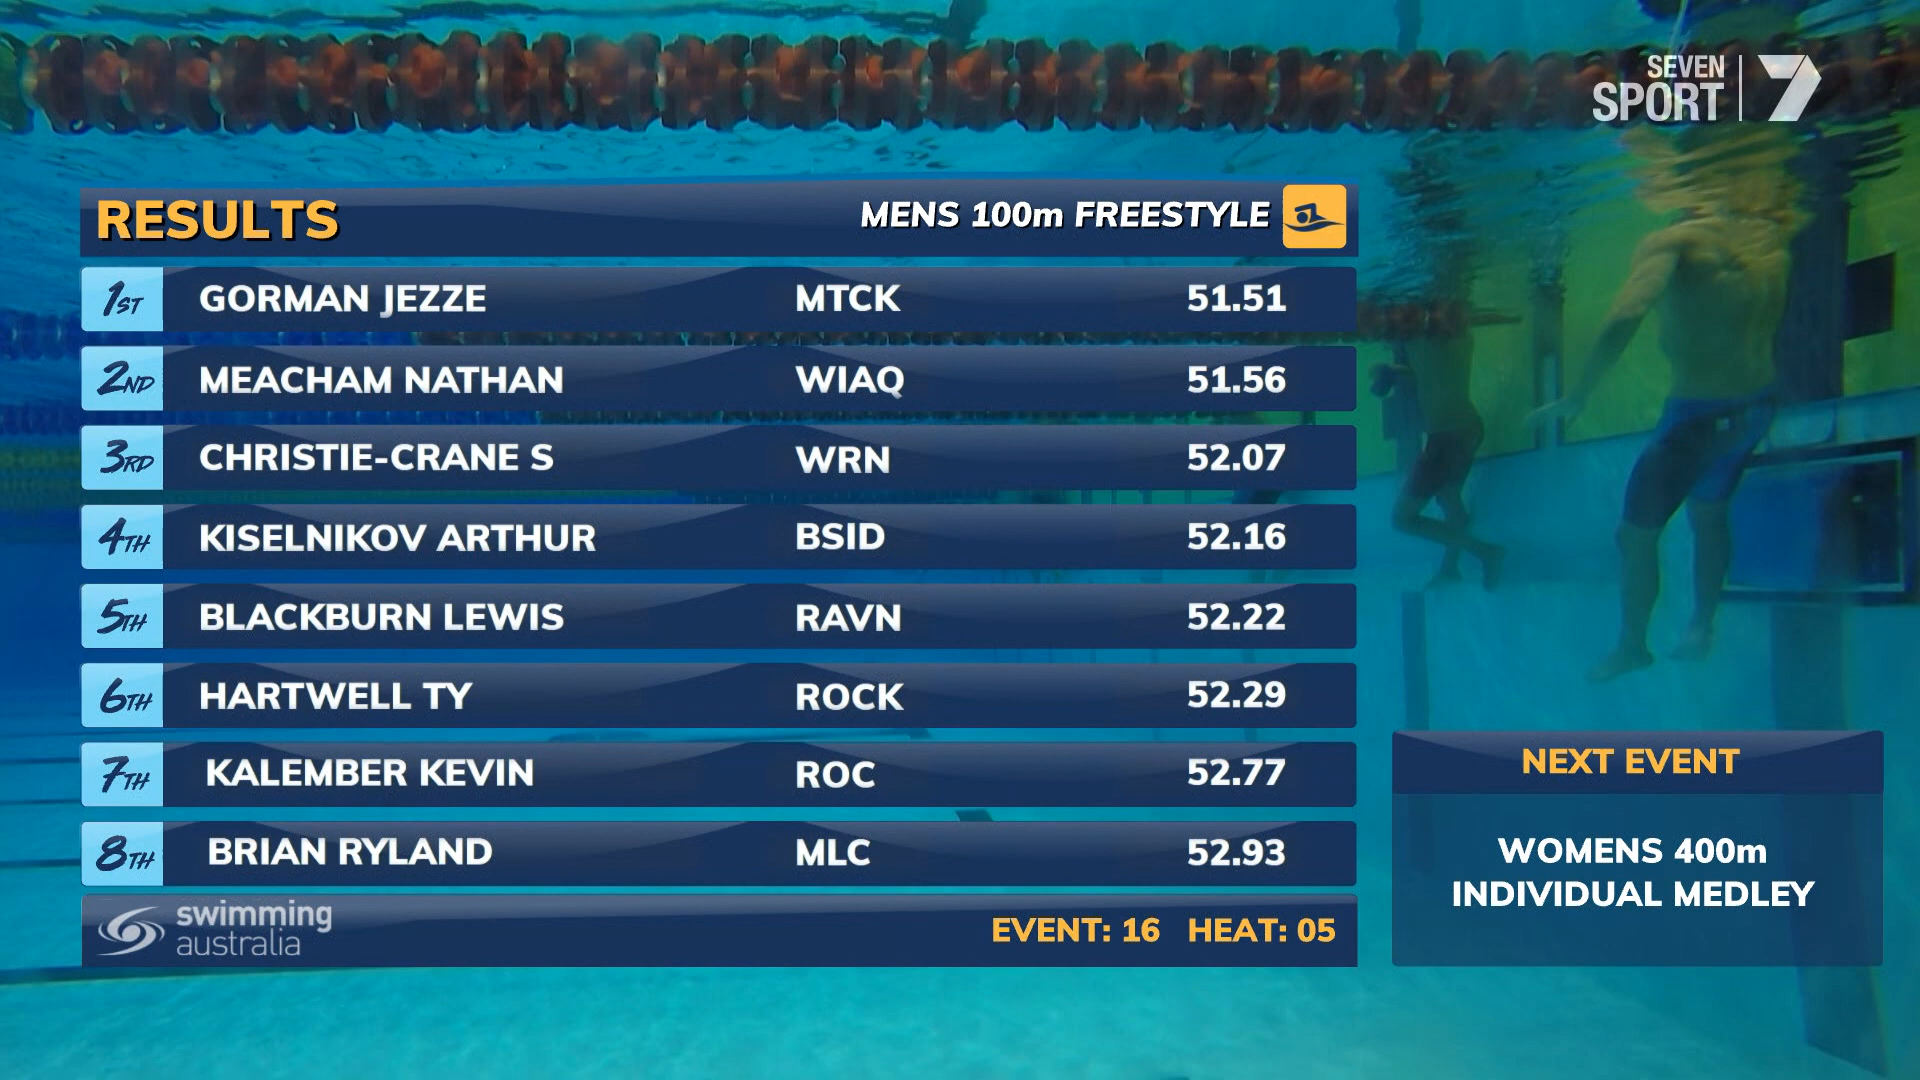 SEVEN
SPORT 7
RESULTS MENS 100m FREESTYLE
1ST GORMAN JEZZE MTCK 51.51
2ND MEACHAM NATHAN WIAQ 51.56
3RD CHRISTIE-CRANE S WRN 52.07
4TH KISELNIKOV ARTHUR BSID 52.16
5TH BLACKBURN LEWIS RAVN 52.22
6TH HARTWELL TY ROCK 52.29
7TH KALEMBER KEVIN ROC 52.77
8TH BRIAN RYLAND MLC 52.93
swimming
australia
EVENT: 16 HEAT: 05
NEXT EVENT
WOMENS 400m
INDIVIDUAL MEDLEY